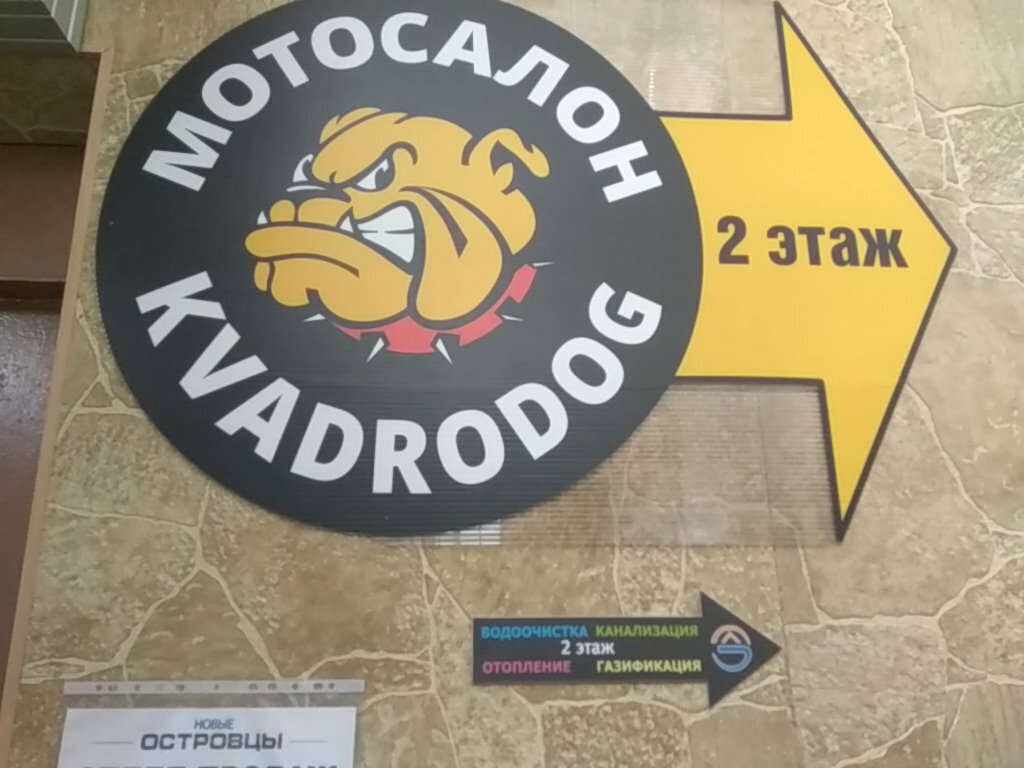 МОТОСАЛОН
KVADRODOG
2 этаж
ВОДООЧИСТКА КАНАЛИЗАЦИЯ
2 этаж
ОТОПЛЕНИЕ ГАЗИФИКАЦИЯ
НОВЫЕ
ОСТРОВЦЫ